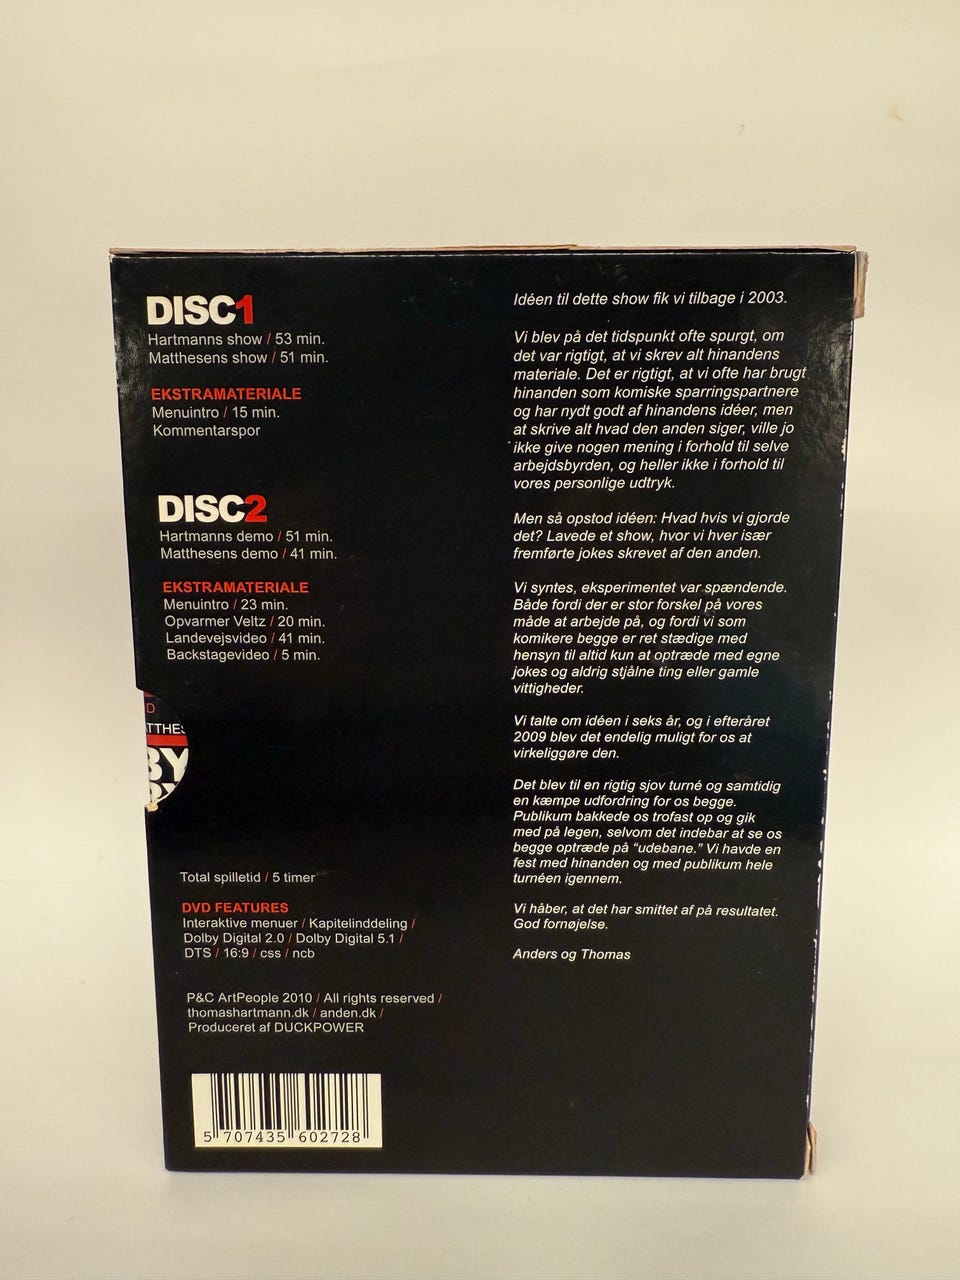 DISC1
Hartmanns show / 53 min.
Matthesens show / 51 min.
EKSTRAMATERIALE
Menuintro / 15 min.
Kommentarspor
DISC2
Hartmanns demo / 51 min.
Matthesens demo / 41 min.
EKSTRAMATERIALE
Menuintro / 23 min.
Opvarmer Veltz / 20 min.
Landevejsvideo / 41 min.
Backstagevideo / 5 min.
D
TTHES
BY
Total spilletid / 5 timer
DVD FEATURES
Interaktive menuer / Kapitelinddeling /
Dolby Digital 2.0 / Dolby Digital 5.1 /
DTS / 16:9 / css / ncb
P&C ArtPeople 2010 / All rights reserved /
thomashartmann.dk / anden.dk /
Produceret af DUCKPOWER
5 707435 602728
Idéen til dette show fik vi tilbage i 2003.
Vi blev på det tidspunkt ofte spurgt, om
det var rigtigt, at vi skrev alt hinandens
materiale. Det er rigtigt, at vi ofte har brugt
hinanden som komiske sparringspartnere
og har nydt godt af hinandens idéer, men
at skrive alt hvad den anden siger, ville jo
ikke give nogen mening i forhold til selve
arbejdsbyrden, og heller ikke i forhold til
vores personlige udtryk.
Men så opstod idéen: Hvad hvis vi gjorde
det? Lavede et show, hvor vi hver især
fremførte jokes skrevet af den anden.
Vi syntes, eksperimentet var spændende.
Både fordi der er stor forskel på vores
måde at arbejde på, og fordi vi som
komikere begge er ret stædige med
hensyn til altid kun at optræde med egne
jokes og aldrig stjålne ting eller gamle
vittigheder.
Vi talte om idéen i seks år, og i efteråret
2009 blev det endelig muligt for os at
virkeliggøre den.
Det blev til en rigtig sjov turné og samtidig
en kæmpe udfordring for os begge.
Publikum bakkede os trofast op og gik
med på legen, selvom det indebar at se os
begge optræde på “udebane.” Vi havde en
fest med hinanden og med publikum hele
turnéen igennem.
Vi håber, at det har smittet af på resultatet.
God fornøjelse.
Anders og Thomas